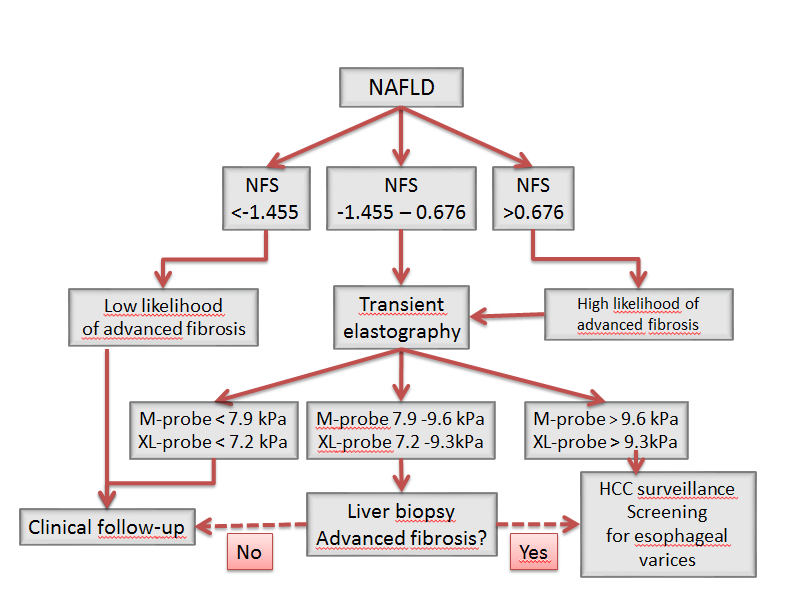 NAFLD
NFS
<-1.455
NFS
-1.455 – 0.676
NFS
>0.676
Low likelihood
of advanced fibrosis
Transient
elastography
High likelihood of
advanced fibrosis
M-probe < 7.9 kPa
XL-probe < 7.2 kPa
M-probe 7.9 -9.6 kPa
XL-probe 7.2 -9.3kPa
M-probe > 9.6 kPa
XL-probe > 9.3kPa
Clinical follow-up
No
Liver biopsy
Advanced fibrosis?
Yes
HCC surveillance
Screening
for esophageal
varices